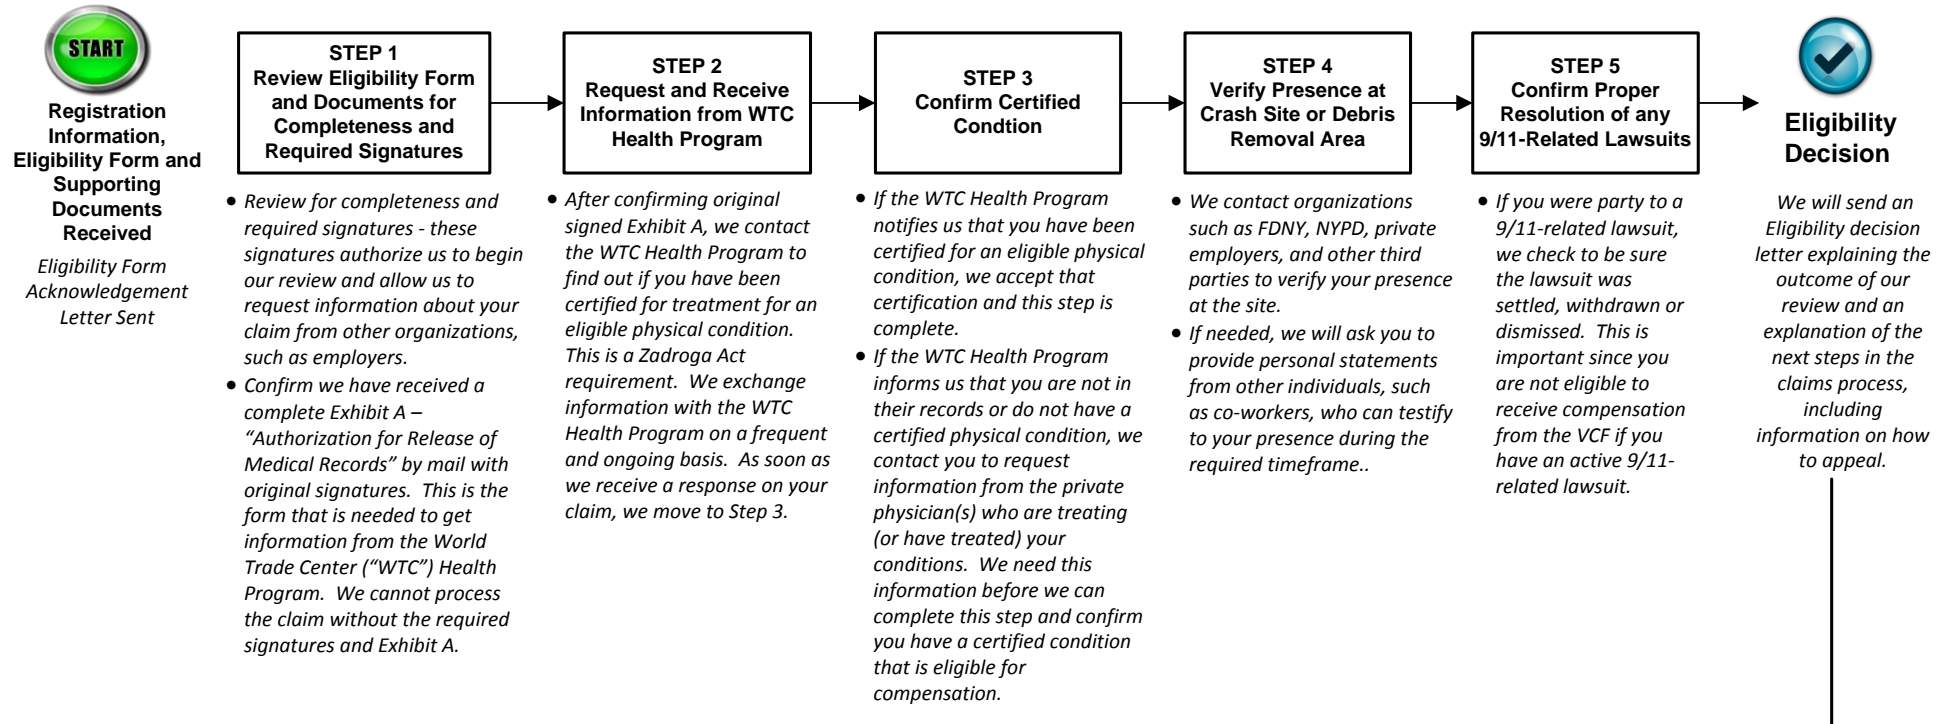 START
Registration
Information,
Eligibility Form and
Supporting
Documents
Received
Eligibility Form
Acknowledgement
Letter Sent
STEP 1
Review Eligibility Form
and Documents for
Completeness and
Required Signatures
• Review for completeness and
required signatures - these
signatures authorize us to begin
our review and allow us to
request information about your
claim from other organizations,
such as employers.
• Confirm we have received a
complete Exhibit A –
“Authorization for Release of
Medical Records” by mail with
original signatures. This is the
form that is needed to get
information from the World
Trade Center (“WTC”) Health
Program. We cannot process
the claim without the required
signatures and Exhibit A.
STEP 2
Request and Receive
Information from WTC
Health Program
• After confirming original
signed Exhibit A, we contact
the WTC Health Program to
find out if you have been
certified for treatment for an
eligible physical condition.
This is a Zadroga Act
requirement. We exchange
information with the WTC
Health Program on a frequent
and ongoing basis. As soon as
we receive a response on your
claim, we move to Step 3.
STEP 3
Confirm Certified
Condtion
• If the WTC Health Program
notifies us that you have been
certified for an eligible physical
condition, we accept that
certification and this step is
complete.
• If the WTC Health Program
informs us that you are not in
their records or do not have a
certified physical condition, we
contact you to request
information from the private
physician(s) who are treating
(or have treated) your
conditions. We need this
information before we can
complete this step and confirm
you have a certified condition
that is eligible for
compensation.
STEP 4
Verify Presence at
Crash Site or Debris
Removal Area
• We contact organizations
such as FDNY, NYPD, private
employers, and other third
parties to verify your presence
at the site.
• If needed, we will ask you to
provide personal statements
from other individuals, such
as co-workers, who can testify
to your presence during the
required timeframe..
STEP 5
Confirm Proper
Resolution of any
9/11-Related Lawsuits
• If you were party to a
9/11-related lawsuit,
we check to be sure
the lawsuit was
settled, withdrawn or
dismissed. This is
important since you
are not eligible to
receive compensation
from the VCF if you
have an active 9/11-
related lawsuit.
Eligibility
Decision
We will send an
Eligibility decision
letter explaining the
outcome of our
review and an
explanation of the
next steps in the
claims process,
including
information on how
to appeal.